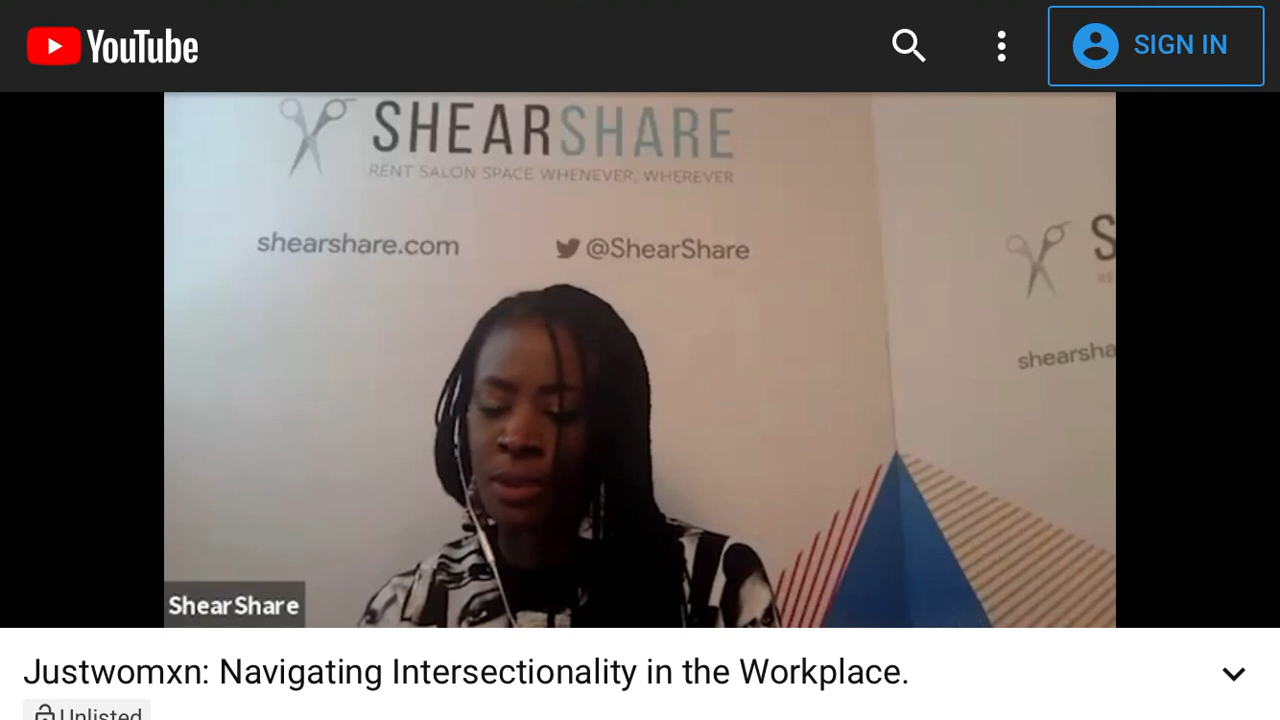 YouTube
SIGN IN
SHEARSHARE
RENT SALON SPACE WHENEVER, WHEREVER
shearshare.com
@ShearShare
S
RE
shearsha
ShearShare
Justwomxn: Navigating Intersectionality in the Workplace.
Unlisted